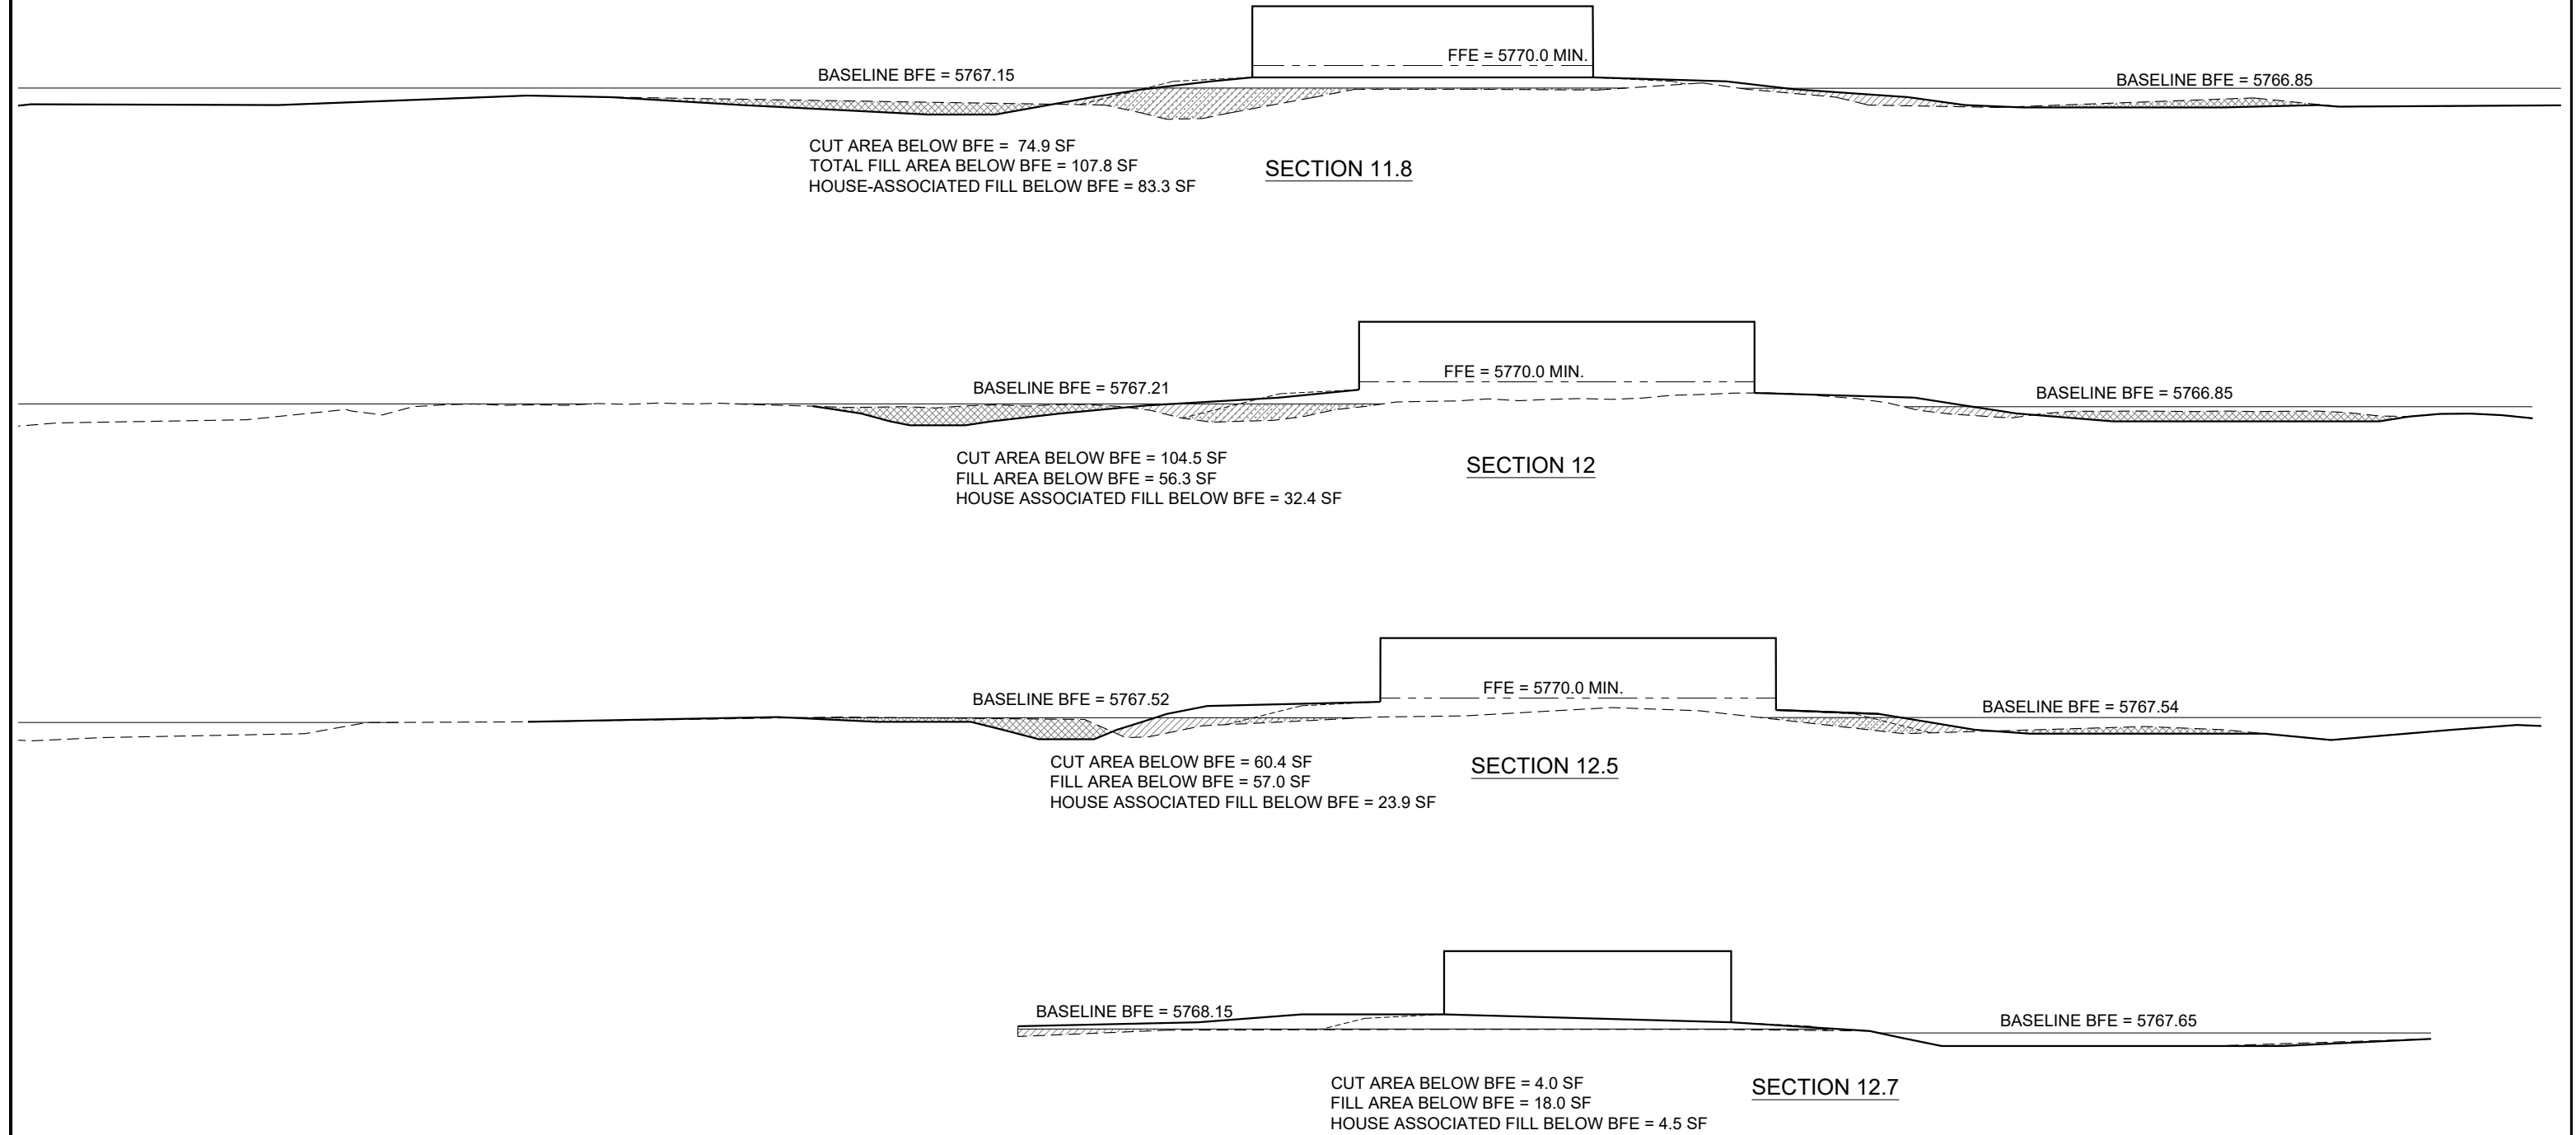 FFE = 5770.0 MIN.
BASELINE BFE = 5767.15
BASELINE BFE = 5766.85
CUT AREA BELOW BFE = 74.9 SF
TOTAL FILL AREA BELOW BFE = 107.8 SF
HOUSE-ASSOCIATED FILL BELOW BFE = 83.3 SF
SECTION 11.8
FFE = 5770.0 MIN.
BASELINE BFE = 5767.21
BASELINE BFE = 5766.85
CUT AREA BELOW BFE = 104.5 SF
FILL AREA BELOW BFE = 56.3 SF
HOUSE ASSOCIATED FILL BELOW BFE = 32.4 SF
SECTION 12
FFE = 5770.0 MIN.
BASELINE BFE = 5767.52
BASELINE BFE = 5767.54
CUT AREA BELOW BFE = 60.4 SF
FILL AREA BELOW BFE = 57.0 SF
HOUSE ASSOCIATED FILL BELOW BFE = 23.9 SF
SECTION 12.5
BASELINE BFE = 5768.15
BASELINE BFE = 5767.65
CUT AREA BELOW BFE = 4.0 SF
FILL AREA BELOW BFE = 18.0 SF
HOUSE ASSOCIATED FILL BELOW BFE = 4.5 SF
SECTION 12.7